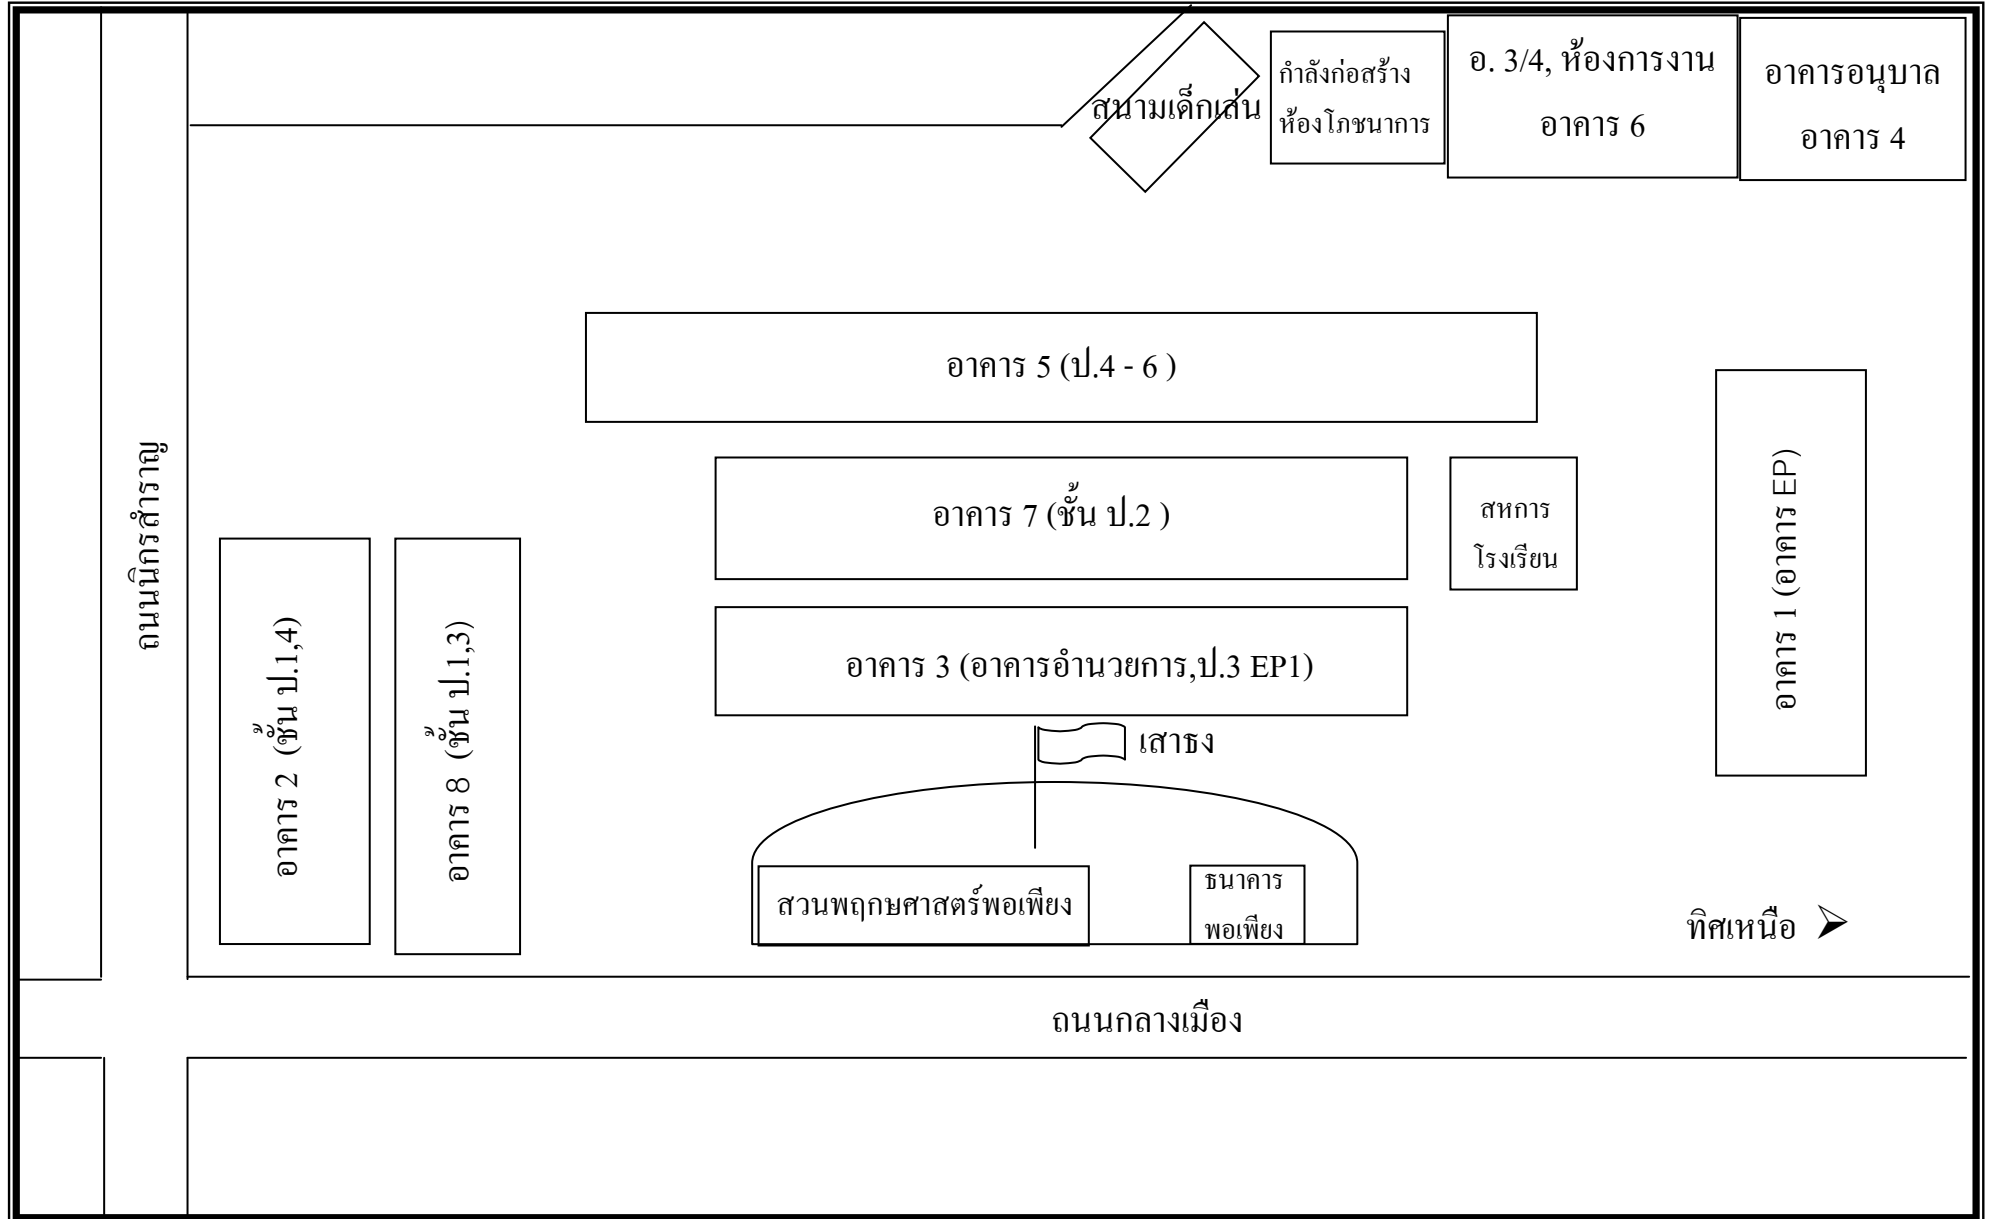 สนามเด็กเล่น
กำลังก่อสร้าง
ห้องโภชนาการ
อ. 3/4, ห้องการงาน
อาคาร 6
อาคารอนุบาล
อาคาร 4
อาคาร 5 (ป.4 - 6 )
ถนนนิกรสำราญ
อาคาร 7 (ชั้น ป.2 )
สหการ
โรงเรียน
อาคาร 1 (อาคาร EP)
อาคาร 2 (ชั้น ป.1,4)
อาคาร 8 (ชั้น ป.1,3)
อาคาร 3 (อาคารอำนวยการ,ป.3 EP1)
เสาธง
สวนพฤกษศาสตร์พอเพียง
ธนาคาร
พอเพียง
ทิศเหนือ
ถนนกลางเมือง